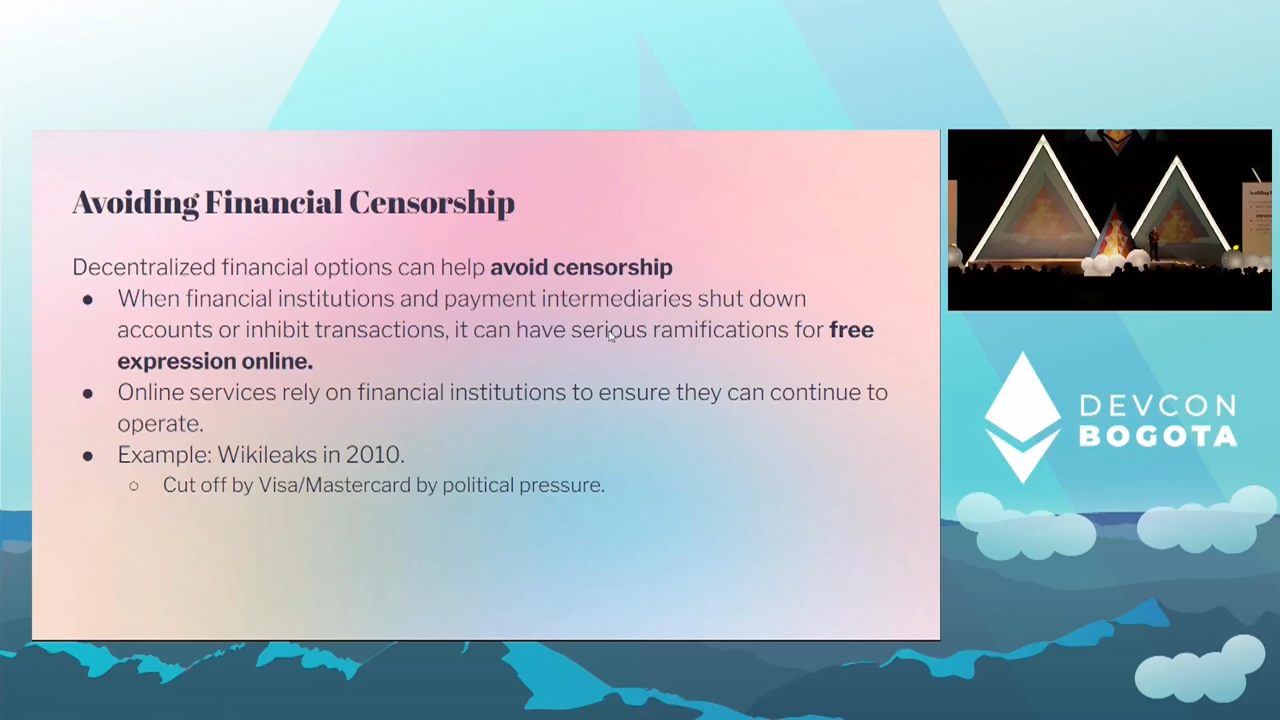 Avoiding Financial Censorship
Decentralized financial options can help avoid censorship
● When financial institutions and payment intermediaries shut down
accounts or inhibit transactions, it can have serious ramifications for free
expression online.
● Online services rely on financial institutions to ensure they can continue to
operate.
● Example: Wikileaks in 2010.
○ Cut off by Visa/Mastercard by political pressure.
DEVCON
BOGOTA